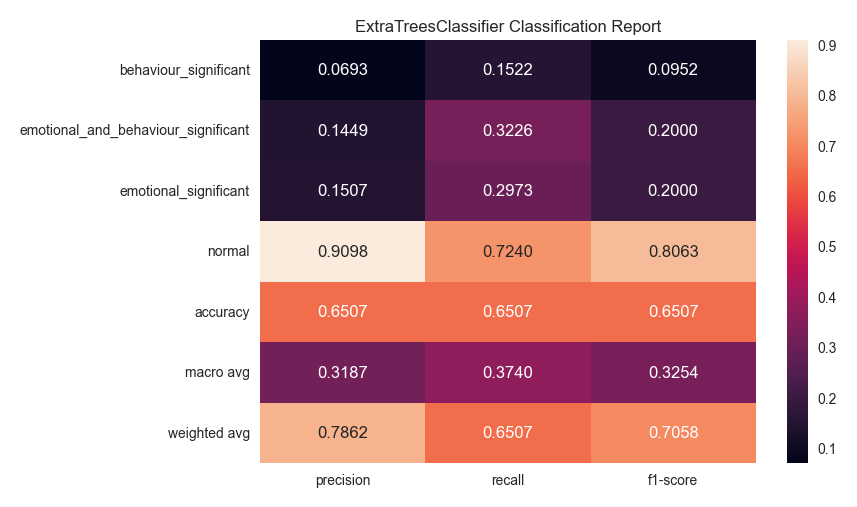 ExtraTreesClassifier Classification Report
behaviour_significant 0.0693 0.1522 0.0952
emotional_and_behaviour_significant 0.1449 0.3226 0.2000
emotional_significant 0.1507 0.2973 0.2000
normal 0.9098 0.7240 0.8063
accuracy 0.6507 0.6507 0.6507
macro avg 0.3187 0.3740 0.3254
weighted avg 0.7862 0.6507 0.7058
precision recall f1-score
0.9
0.8
0.7
0.6
0.5
0.4
0.3
0.2
0.1